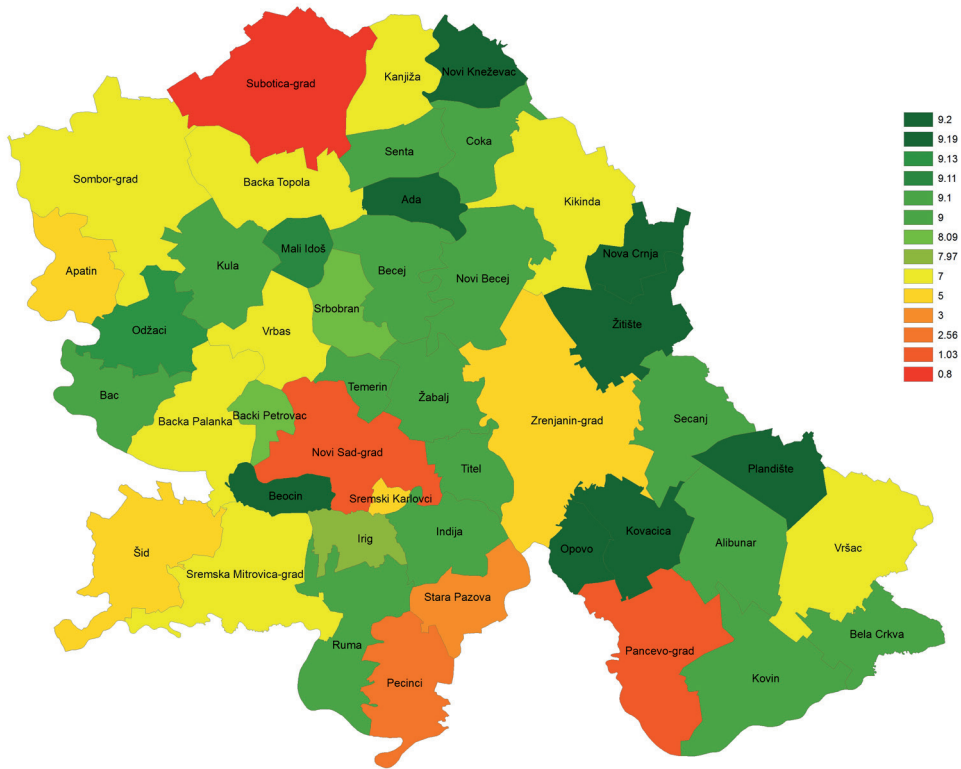 Subotica-grad
Kanjiža
Novi Kneževac
Coka
Senta
Sombor-grad
Backa Topola
Ada
Kikinda
Apatin
Kula
Mali Idoš
Becej
Novi Becej
Nova Crnja
Srbobran
Odžaci
Vrbas
Žitište
Bac
Temerin
Žabalj
Backa Palanka
Backi Petrovac
Zrenjanin-grad
Secanj
Novi Sad-grad
Titel
Plandište
Beocin
Sremski Karlovci
Indija
Irig
Opovo
Kovacica
Alibunar
Vršac
Šid
Sremska Mitrovica-grad
Stara Pazova
Ruma
Pecinci
Pancevo-grad
Bela Crkva
Kovin
9.2
9.19
9.13
9.11
9.1
9
8.09
7.97
7
5
3
2.56
1.03
0.8